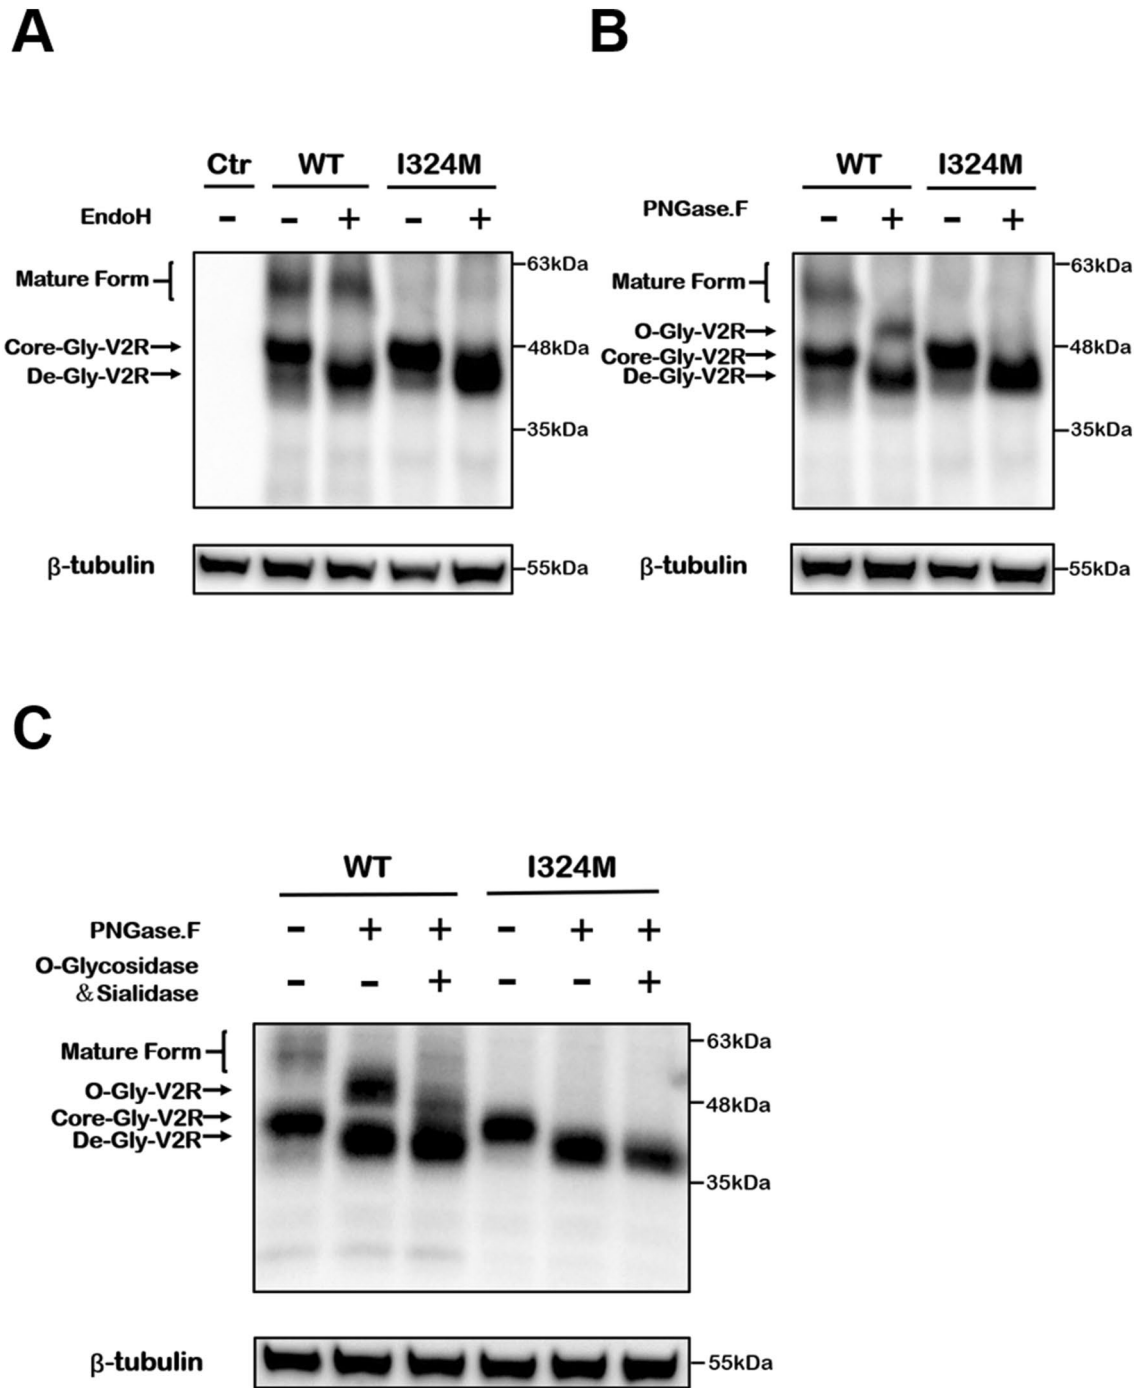 A
B
Ctr WT I324M
EndoH - - + - +
Mature Form
Core-Gly-V2R
De-Gly-V2R
63kDa
48kDa
35kDa
β-tubulin
55kDa
WT I324M
PNGase.F - + - +
Mature Form
O-Gly-V2R
Core-Gly-V2R
De-Gly-V2R
63kDa
48kDa
35kDa
β-tubulin
55kDa
C
WT I324M
PNGase.F - + + - + +
O-Glycosidase
&Sialidase - - + - - +
Mature Form
O-Gly-V2R
Core-Gly-V2R
De-Gly-V2R
63kDa
48kDa
35kDa
β-tubulin
55kDa